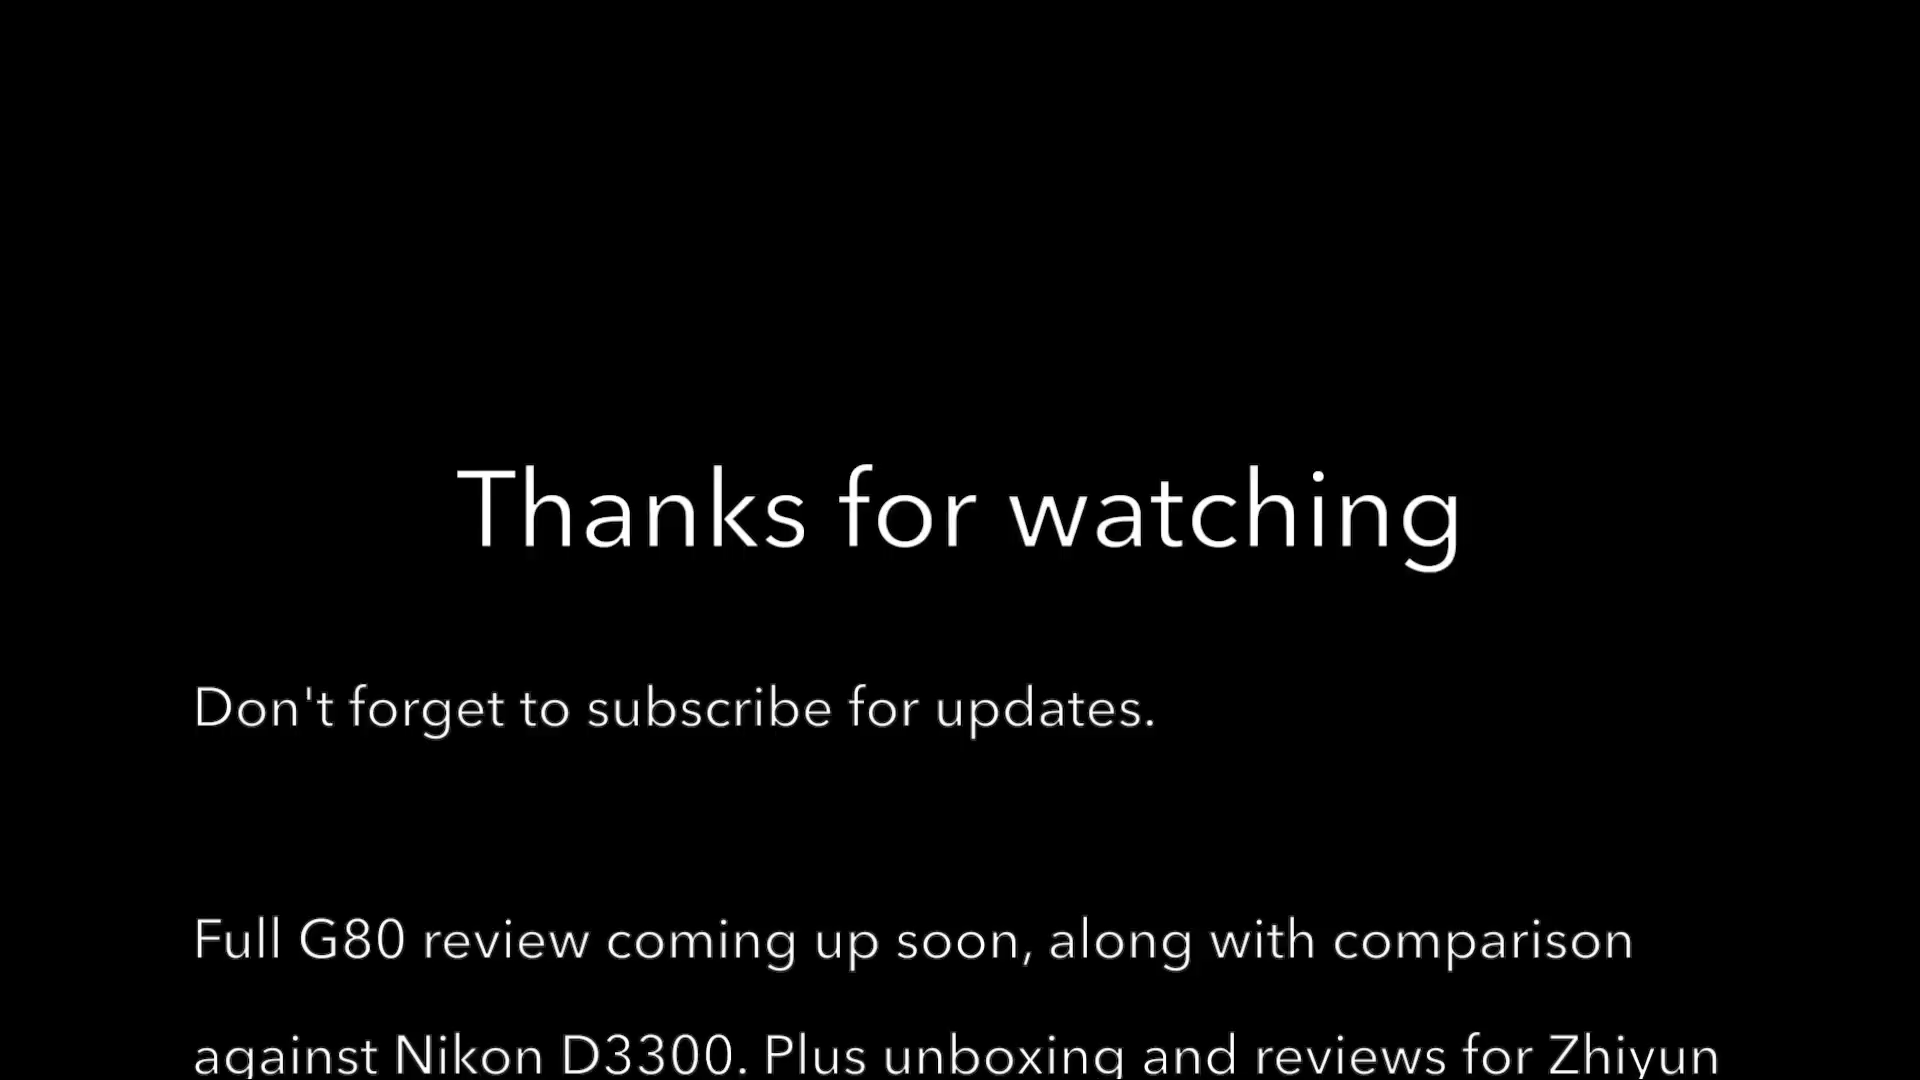 Thanks for watching
Don't forget to subscribe for updates.
Full G80 review coming up soon, along with comparison
against Nikon D3300. Plus unboxing and reviews for Zhiyun